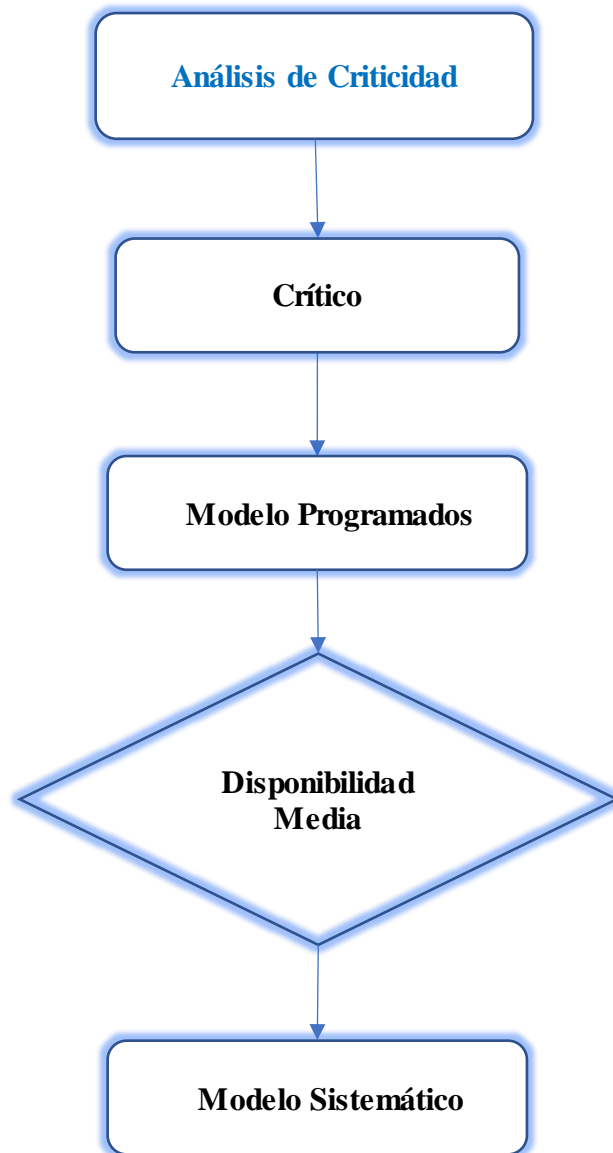 Análisis de Criticidad
Crítico
Modelo Programados
Disponibilidad
Media
Modelo Sistemático